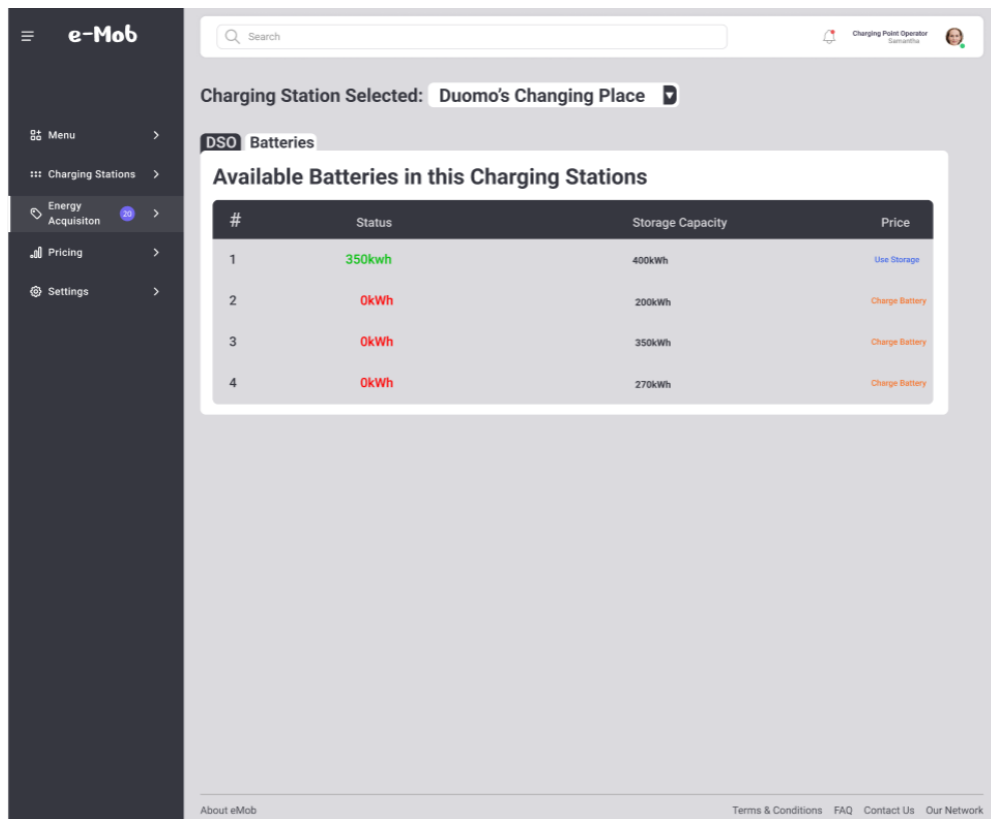 e-Mob
Search
Charging Point Operator
Samantha
Menu
Charging Stations
Energy
Acquisiton
20
Pricing
Settings
Charging Station Selected: Duomo's Changing Place
DSO Batteries
Available Batteries in this Charging Stations
# Status Storage Capacity Price
1 350kwh 400kWh Use Storage
2 0kWh 200kWh Charge Battery
3 0kWh 350kWh Charge Battery
4 0kWh 270kWh Charge Battery
About eMob Terms & Conditions FAQ Contact Us Our Network